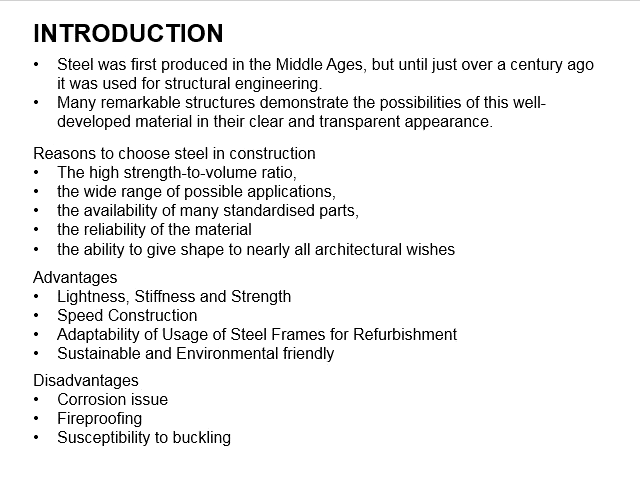 INTRODUCTION
• Steel was first produced in the Middle Ages, but until just over a century ago
it was used for structural engineering.
• Many remarkable structures demonstrate the possibilities of this well-
developed material in their clear and transparent appearance.
Reasons to choose steel in construction
• The high strength-to-volume ratio,
• the wide range of possible applications,
• the availability of many standardised parts,
• the reliability of the material
• the ability to give shape to nearly all architectural wishes
Advantages
• Lightness, Stiffness and Strength
• Speed Construction
• Adaptability of Usage of Steel Frames for Refurbishment
• Sustainable and Environmental friendly
Disadvantages
• Corrosion issue
• Fireproofing
• Susceptibility to buckling